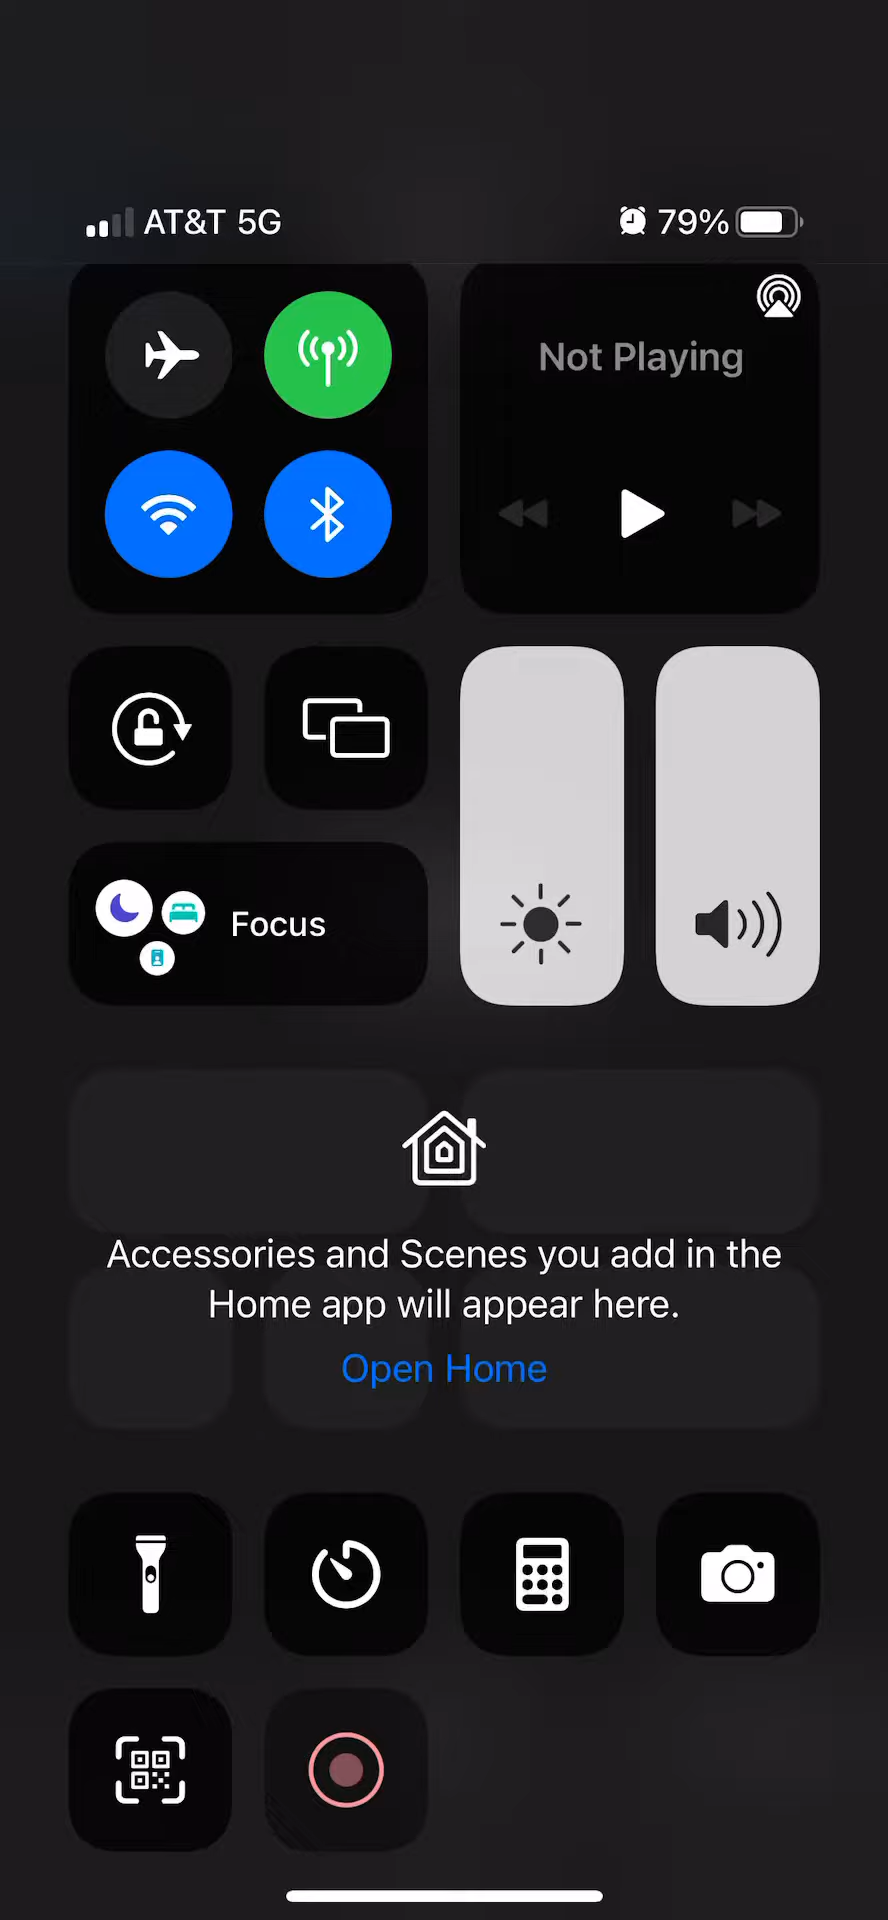 AT&T 5G
79%
Not Playing
Focus
Accessories and Scenes you add in the
Home app will appear here.
Open Home